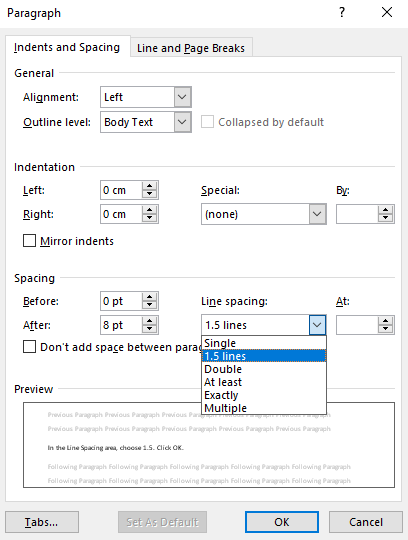 Paragraph ? ×
Indents and Spacing Line and Page Breaks
General
Alignment: Left
Outline level: Body Text Collapsed by default
Indentation
Left: 0 cm Special: By:
Right: 0 cm (none)
Mirror indents
Spacing
Before: 0 pt Line spacing: At:
After: 8 pt 1.5 lines
Don't add space between parag
Single
1.5 lines
Double
At least
Exactly
Multiple
Preview
Previous Paragraph Previous Paragraph Previous Paragraph Previous Paragraph Previous Paragraph
Previous Paragraph Previous Paragraph Previous Paragraph Previous Paragraph Previous Paragraph
In the Line Spacing area, choose 1.5. Click OK.
Following Paragraph Following Paragraph Following Paragraph Following Paragraph
Following Paragraph Following Paragraph Following Paragraph Following Paragraph
Tabs... Set As Default OK Cancel